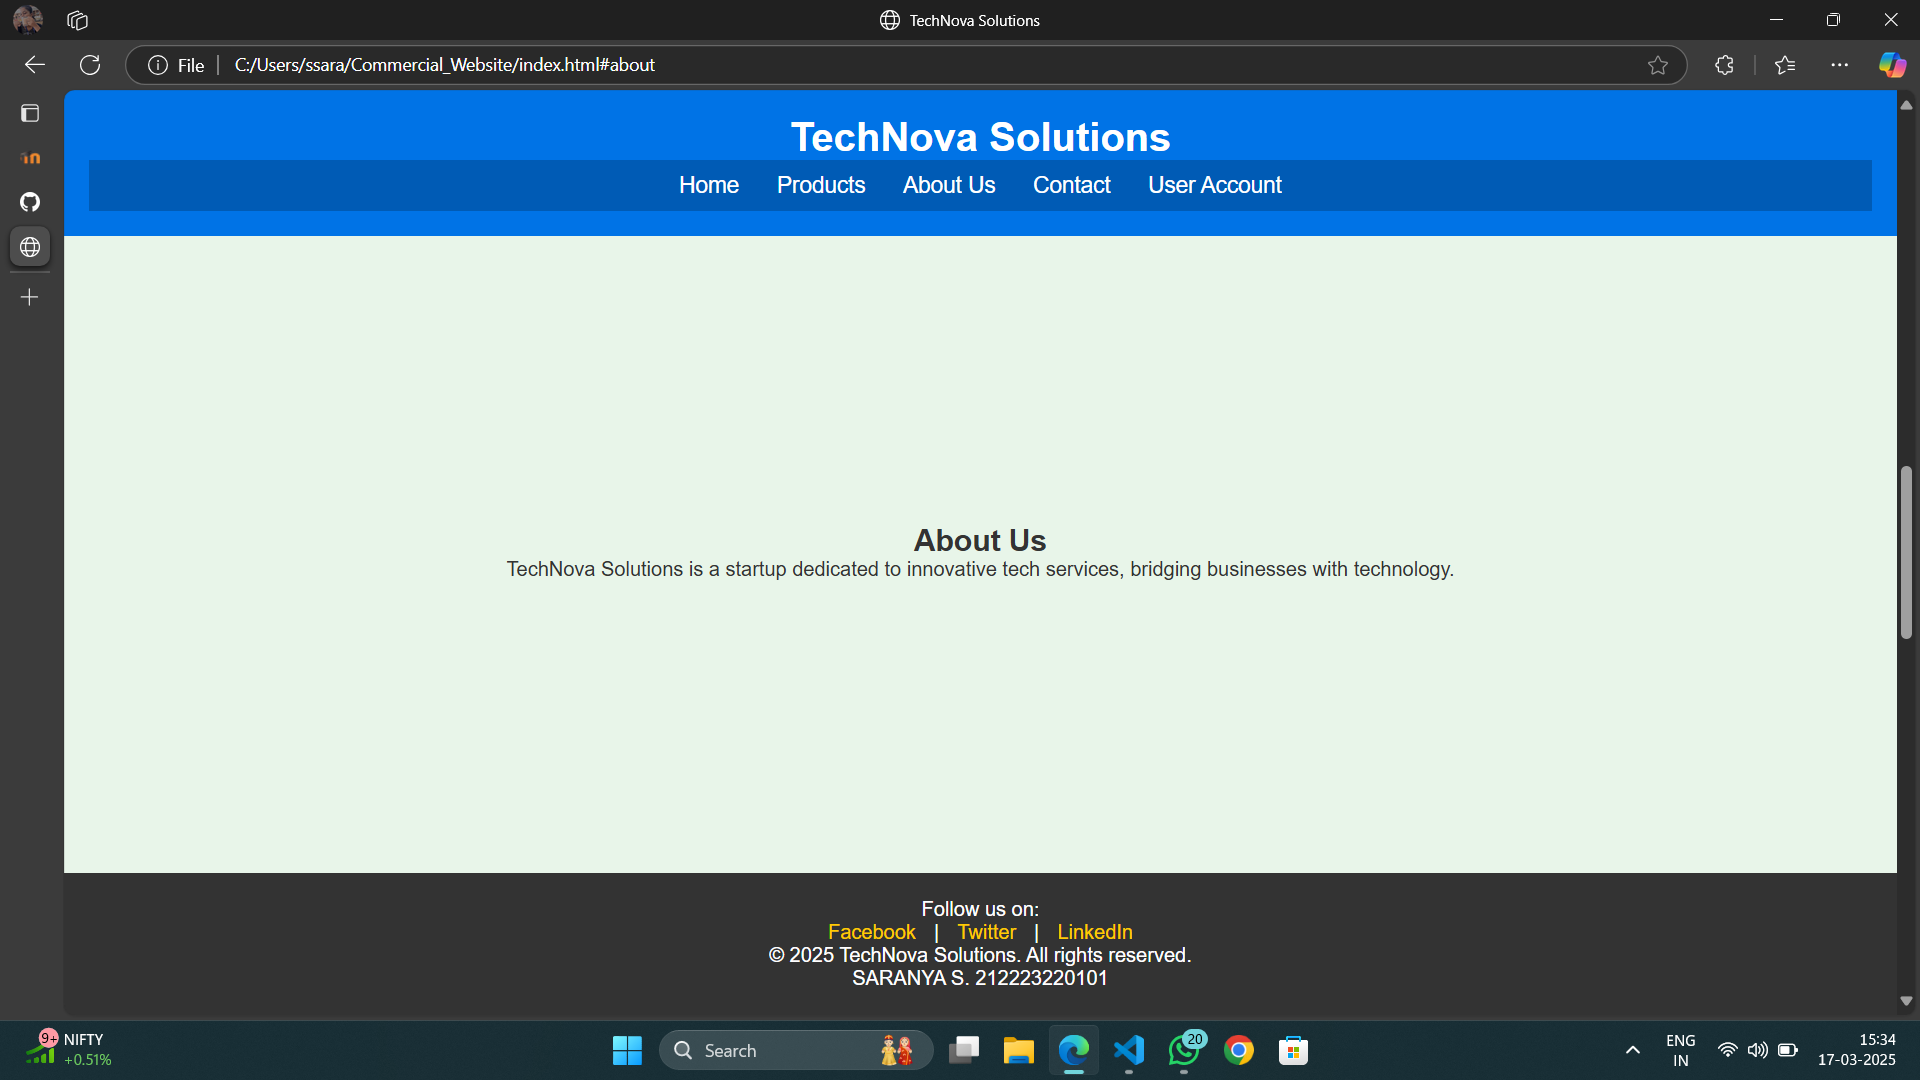 TechNova Solutions
File
C:/Users/ssara/Commercial_Website/index.html#about
TechNova Solutions
Home Products About Us Contact User Account
About Us
TechNova Solutions is a startup dedicated to innovative tech services, bridging businesses with technology.
Follow us on:
Facebook | Twitter | LinkedIn
© 2025 TechNova Solutions. All rights reserved.
SARANYA S. 212223220101
9+
NIFTY
+0.51%
Search
20
ENG
IN
15:34
17-03-2025